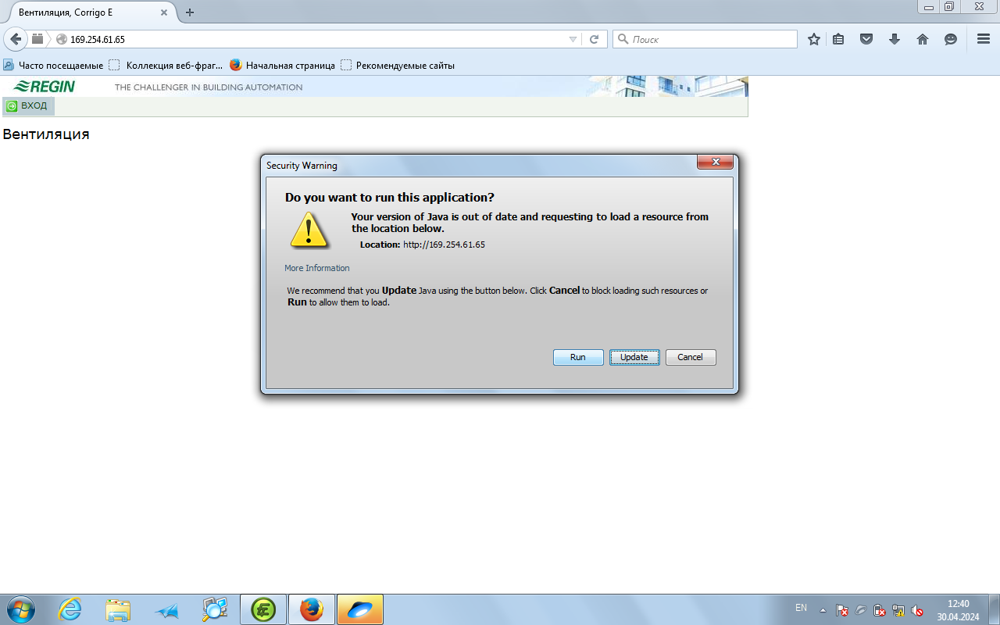 Вентиляция, Corrigo E
169.254.61.65
Поиск
Часто посещаемые
Коллекция веб-фраг...
Начальная страница
Рекомендуемые сайты
REGIN
THE CHALLENGER IN BUILDING AUTOMATION
ВХОД
Вентиляция
Security Warning
Do you want to run this application?
Your version of Java is out of date and requesting to load a resource from
the location below.
Location: http://169.254.61.65
More Information
We recommend that you Update Java using the button below. Click Cancel to block loading such resources or
Run to allow them to load.
Run
Update
Cancel
EN
12:40
30.04.2024